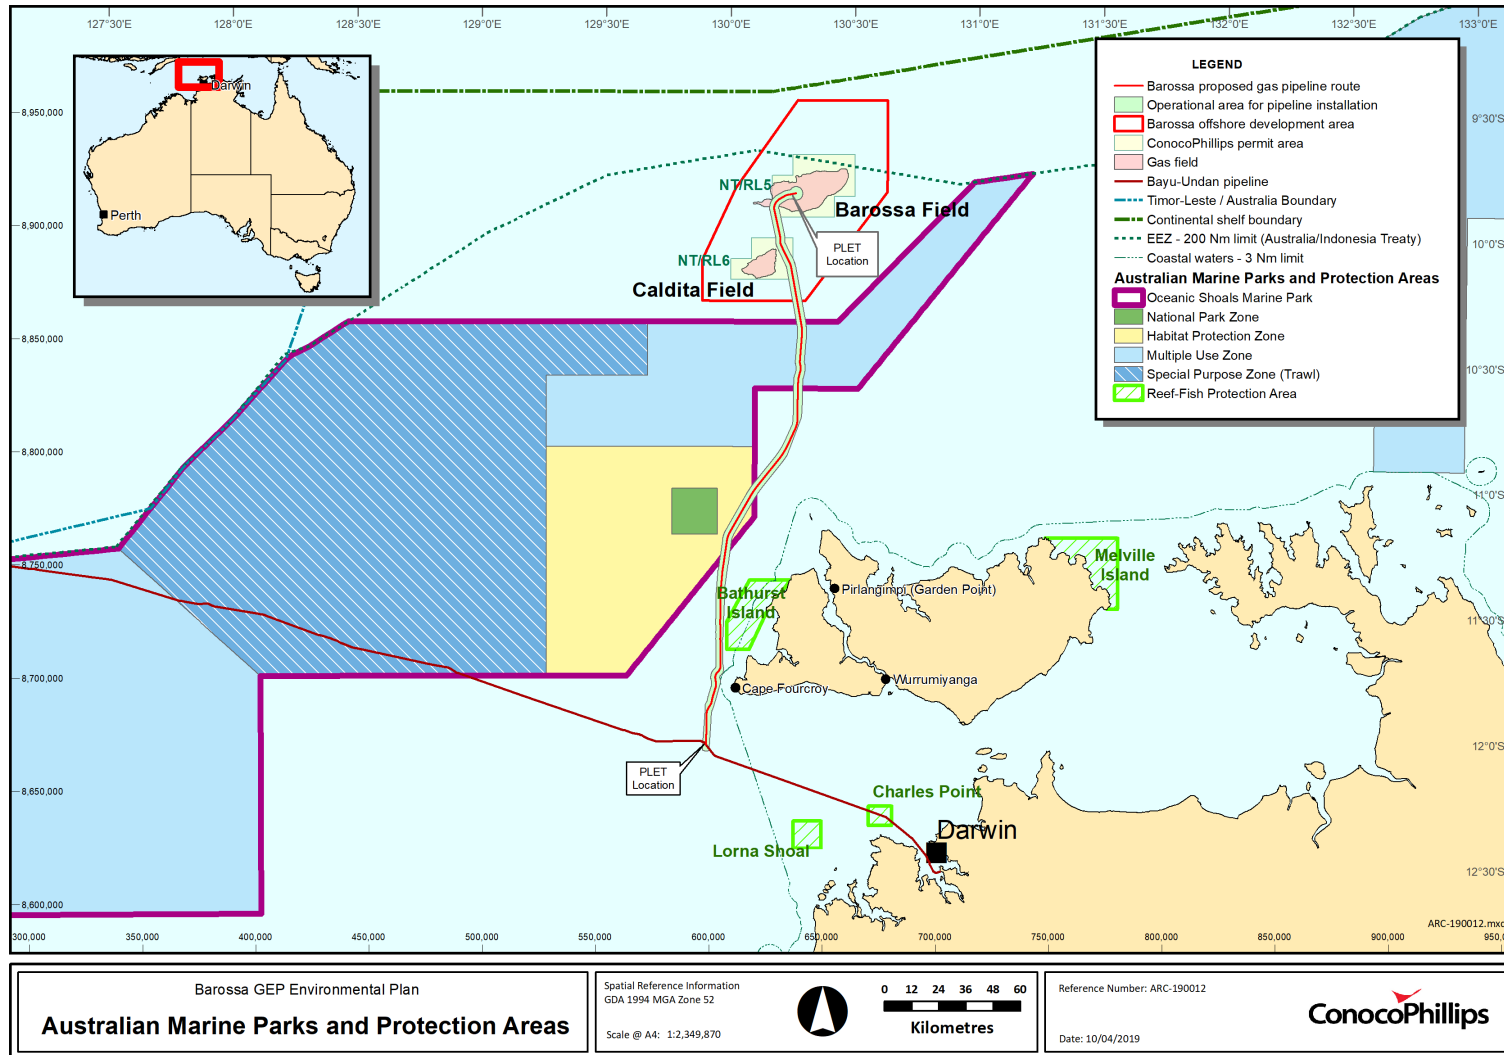 127°30'E 128°0'E 128°30'E 129°0'E 129°30'E 130°0'E 130°30'E 131°0'E 131°30'E 132°0'E 132°30'E 133°0'E
Darwin
Perth
LEGEND
Barossa proposed gas pipeline route
Operational area for pipeline installation
Barossa offshore development area
ConocoPhillips permit area
Gas field
Bayu-Undan pipeline
Timor-Leste / Australia Boundary
Continental shelf boundary
EEZ - 200 Nm limit (Australia/Indonesia Treaty)
Coastal waters - 3 Nm limit
Australian Marine Parks and Protection Areas
Oceanic Shoals Marine Park
National Park Zone
Habitat Protection Zone
Multiple Use Zone
Special Purpose Zone (Trawl)
Reef-Fish Protection Area
8,950,000
8,900,000
8,850,000
8,800,000
8,750,000
8,700,000
8,650,000
8,600,000
9°30'S
10°0'S
10°30'S
11°0'S
11°30'S
12°0'S
12°30'S
NT/RL5
Barossa Field
PLET
Location
NT/RL6
Caldita Field
Melville
Island
Bathurst
Island
Pirlangimpi (Garden Point)
Cape Fourcroy
Wurrumiyanga
PLET
Location
Charles Point
Darwin
Lorna Shoal
ARC-190012.mxd
300,000 350,000 400,000 450,000 500,000 550,000 600,000 650,000 700,000 750,000 800,000 850,000 900,000 950,0
Barossa GEP Environmental Plan
Australian Marine Parks and Protection Areas
Spatial Reference Information
GDA 1994 MGA Zone 52
Scale @ A4: 1:2,349,870
0 12 24 36 48 60
Kilometres
Reference Number: ARC-190012
Date: 10/04/2019
ConocoPhillips